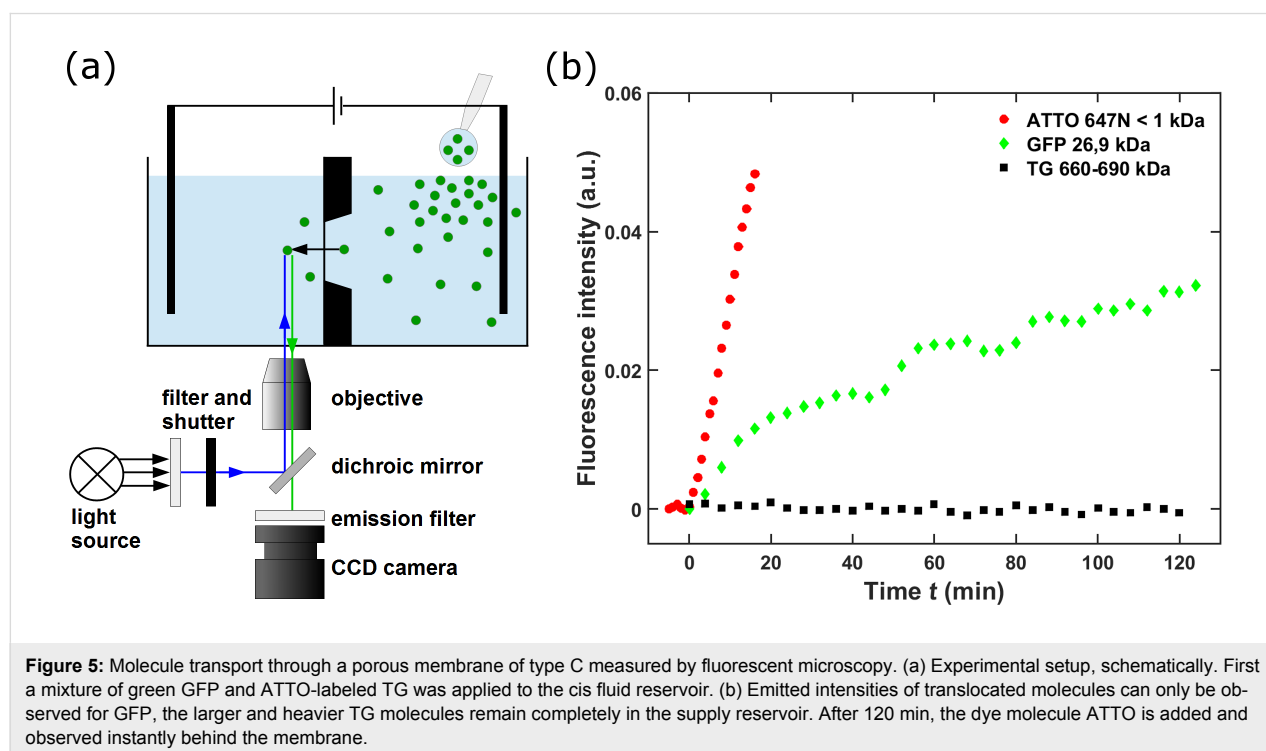 (a)
filter and
shutter
objective
dichroic mirror
light
source
emission filter
CCD camera
(b)
Fluorescence intensity (a.u.)
0.06
0.04
0.02
0
ATTO 647N < 1 kDa
GFP 26,9 kDa
TG 660-690 kDa
0 20 40 60 80 100 120
Time t (min)
Figure 5: Molecule transport through a porous membrane of type C measured by fluorescent microscopy. (a) Experimental setup, schematically. First
a mixture of green GFP and ATTO-labeled TG was applied to the cis fluid reservoir. (b) Emitted intensities of translocated molecules can only be ob-
served for GFP, the larger and heavier TG molecules remain completely in the supply reservoir. After 120 min, the dye molecule ATTO is added and
observed instantly behind the membrane.